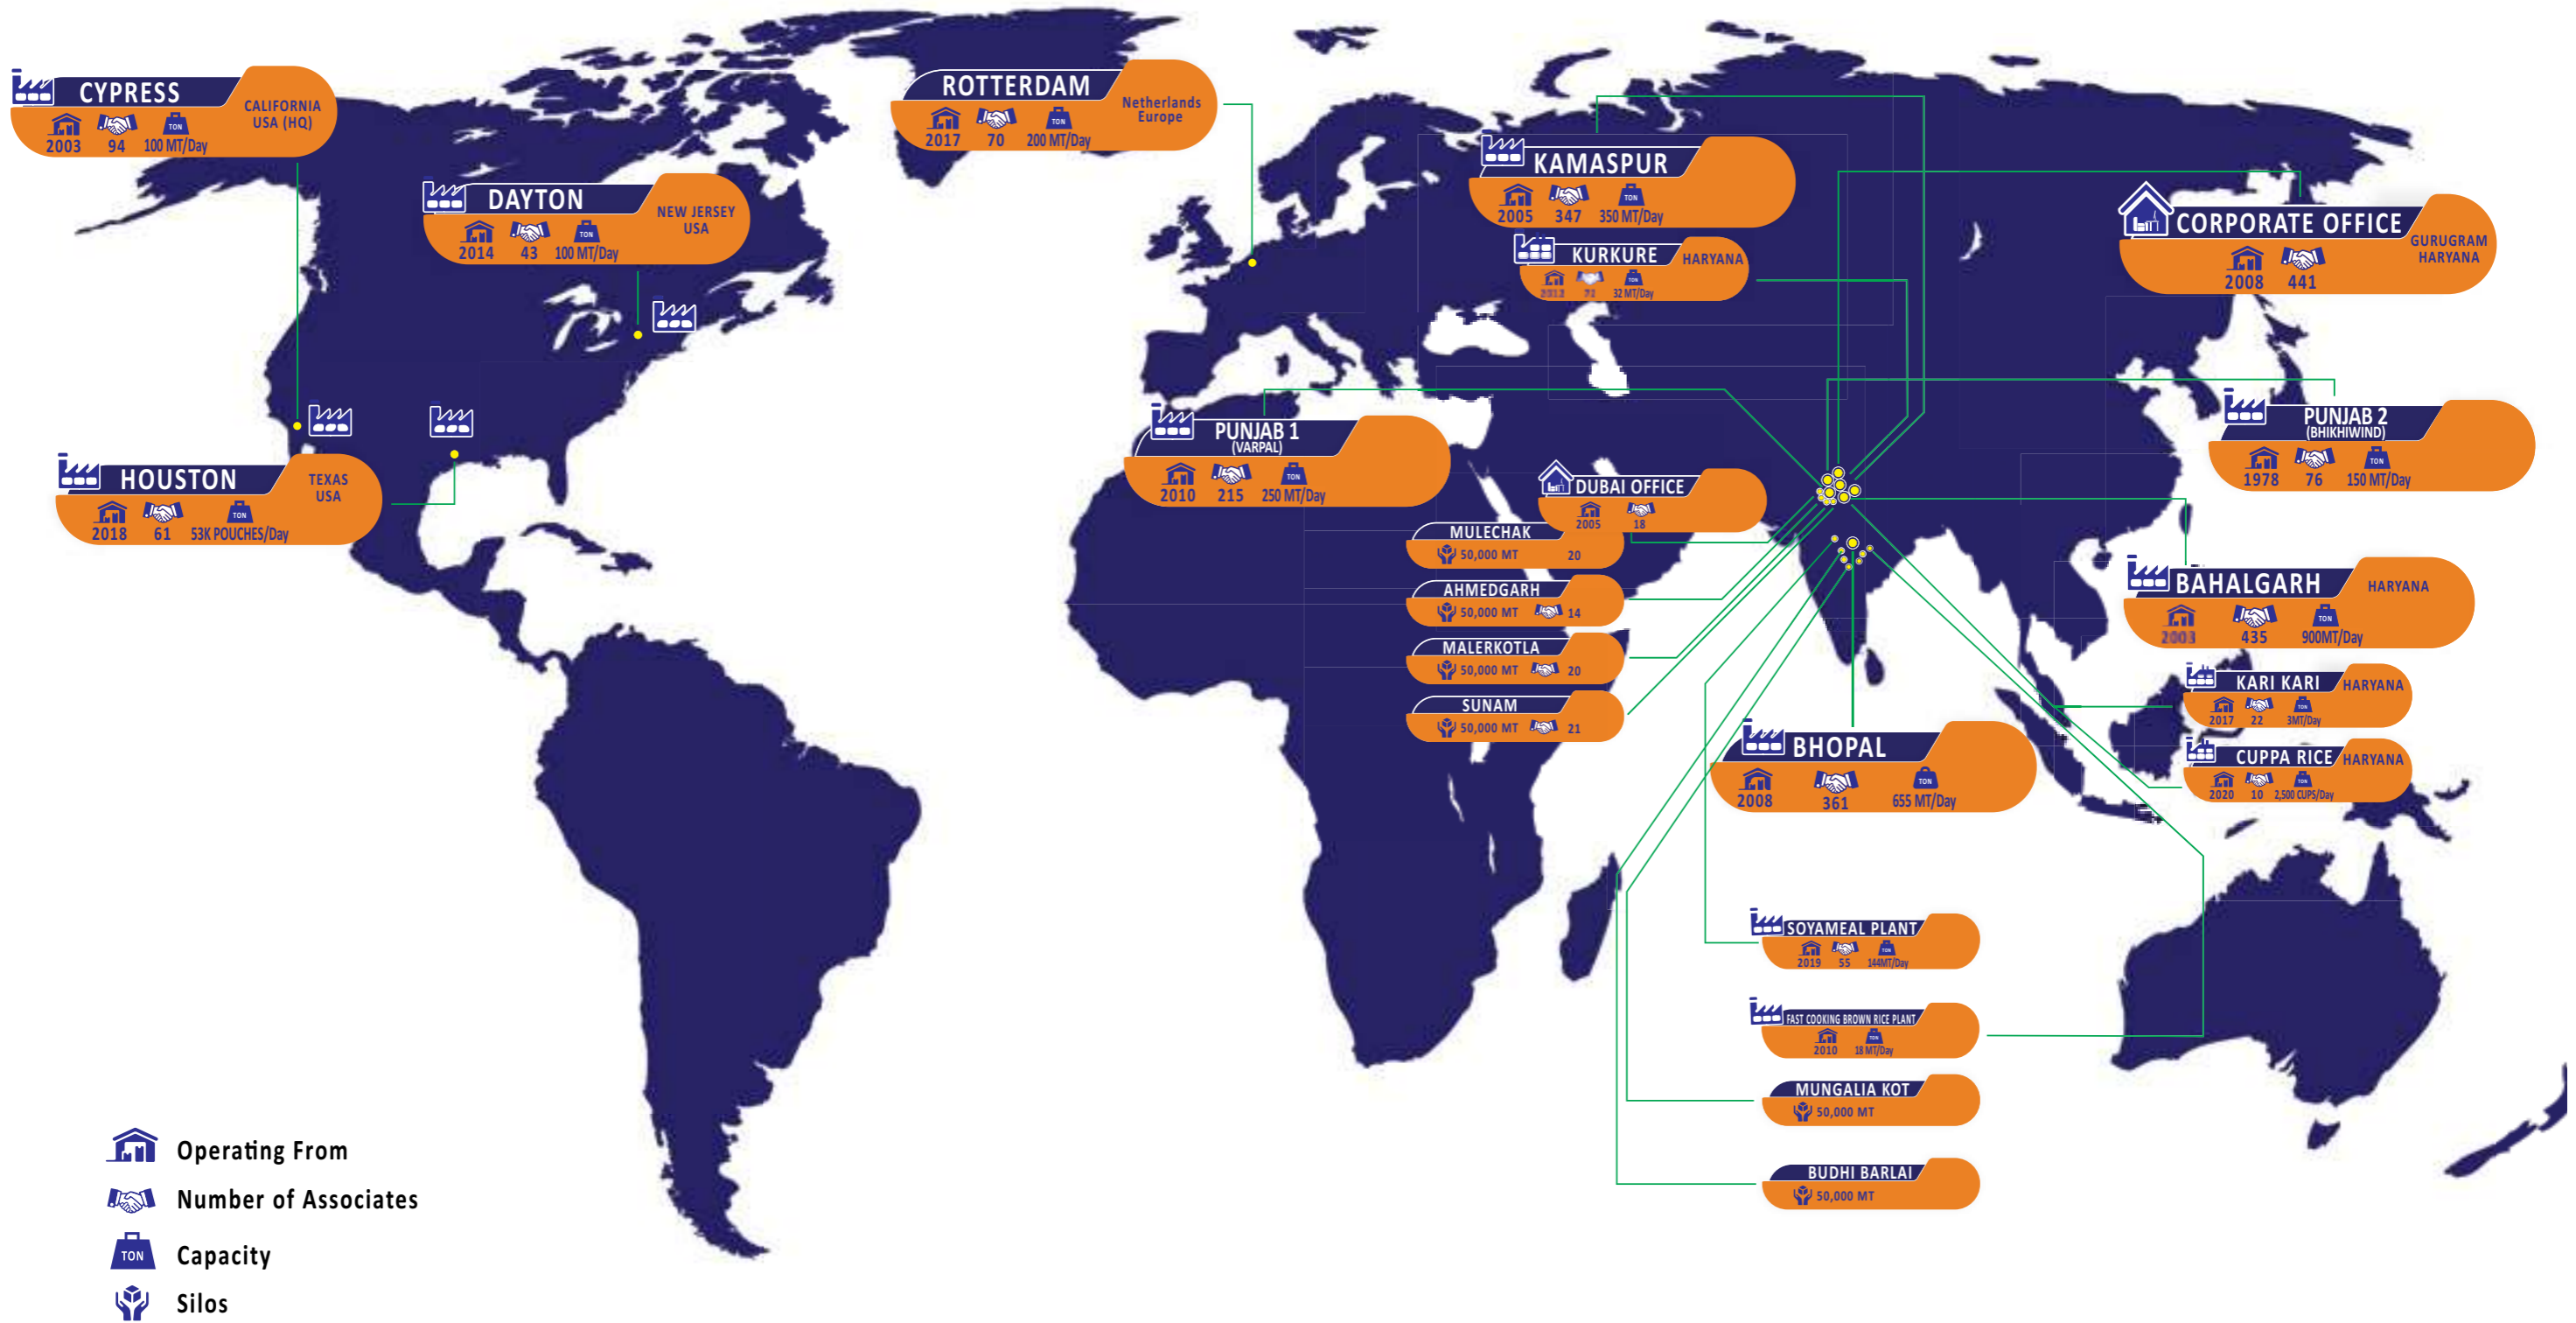 CYPRESS
CALIFORNIA
USA (HQ)
2003 94 100 MT/Day
DAYTON
NEW JERSEY
USA
2014 43 100 MT/Day
HOUSTON
TEXAS
USA
2018 61 53K POUCHES/Day
ROTTERDAM
Netherlands
Europe
2017 70 200 MT/Day
KAMASPUR
2005 347 350 MT/Day
KURKURE
HARYANA
32 MT/Day
CORPORATE OFFICE
GURUGRAM
HARYANA
2008 441
PUNJAB 1
(VARPAL)
2010 215 250 MT/Day
PUNJAB 2
(BHIKHIWIND)
1978 76 150 MT/Day
DUBAI OFFICE
2005 18
MULECHAK
50,000 MT 20
AHMEDGARH
50,000 MT 14
MALERKOTLA
50,000 MT 20
SUNAM
50,000 MT 21
BAHALGARH
HARYANA
2003 435 900MT/Day
KARI KARI
HARYANA
2017 22 3MT/Day
CUPPA RICE
HARYANA
2020 10 2,500 CUPS/Day
BHOPAL
2008 361 655 MT/Day
SOYAMEAL PLANT
2019 55 144MT/Day
FAST COOKING BROWN RICE PLANT
2010 18 MT/Day
MUNGALIA KOT
50,000 MT
BUDHI BARLAI
50,000 MT
Operating From
Number of Associates
TON
Capacity
Silos